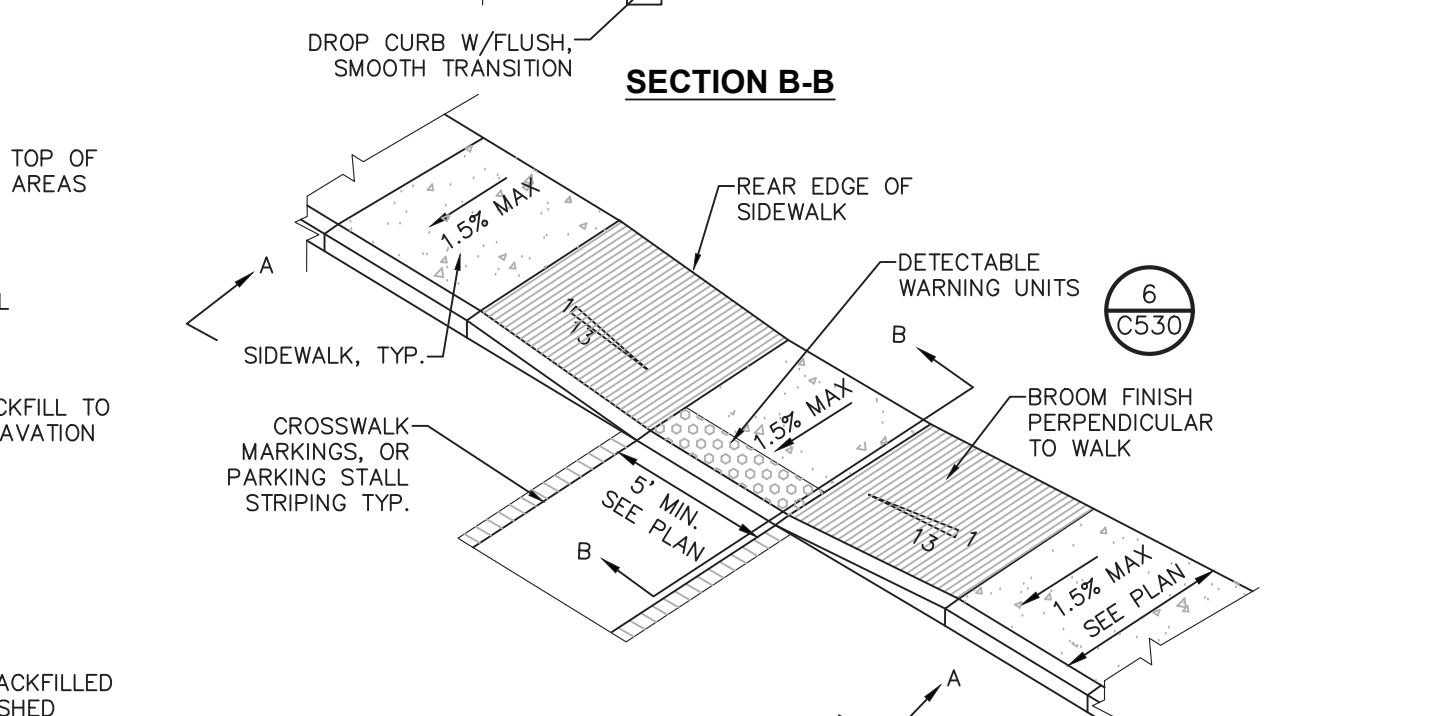 DROP CURB W/FLUSH,
SMOOTH TRANSITION
SECTION B-B
TOP OF
AREAS
1.5% MAX
REAR EDGE OF
SIDEWALK
A
DETECTABLE
WARNING UNITS
6
C530
L
1
13
B
SIDEWALK, TYP.
1.5% MAX
CKFILL TO
AVATION
CROSSWALK
MARKINGS, OR
PARKING STALL
STRIPING TYP.
BROOM FINISH
PERPENDICULAR
TO WALK
5' MIN.
SEE PLAN
13
1
B
1.5% MAX
SEE PLAN
ACKFILLED
SHED
A